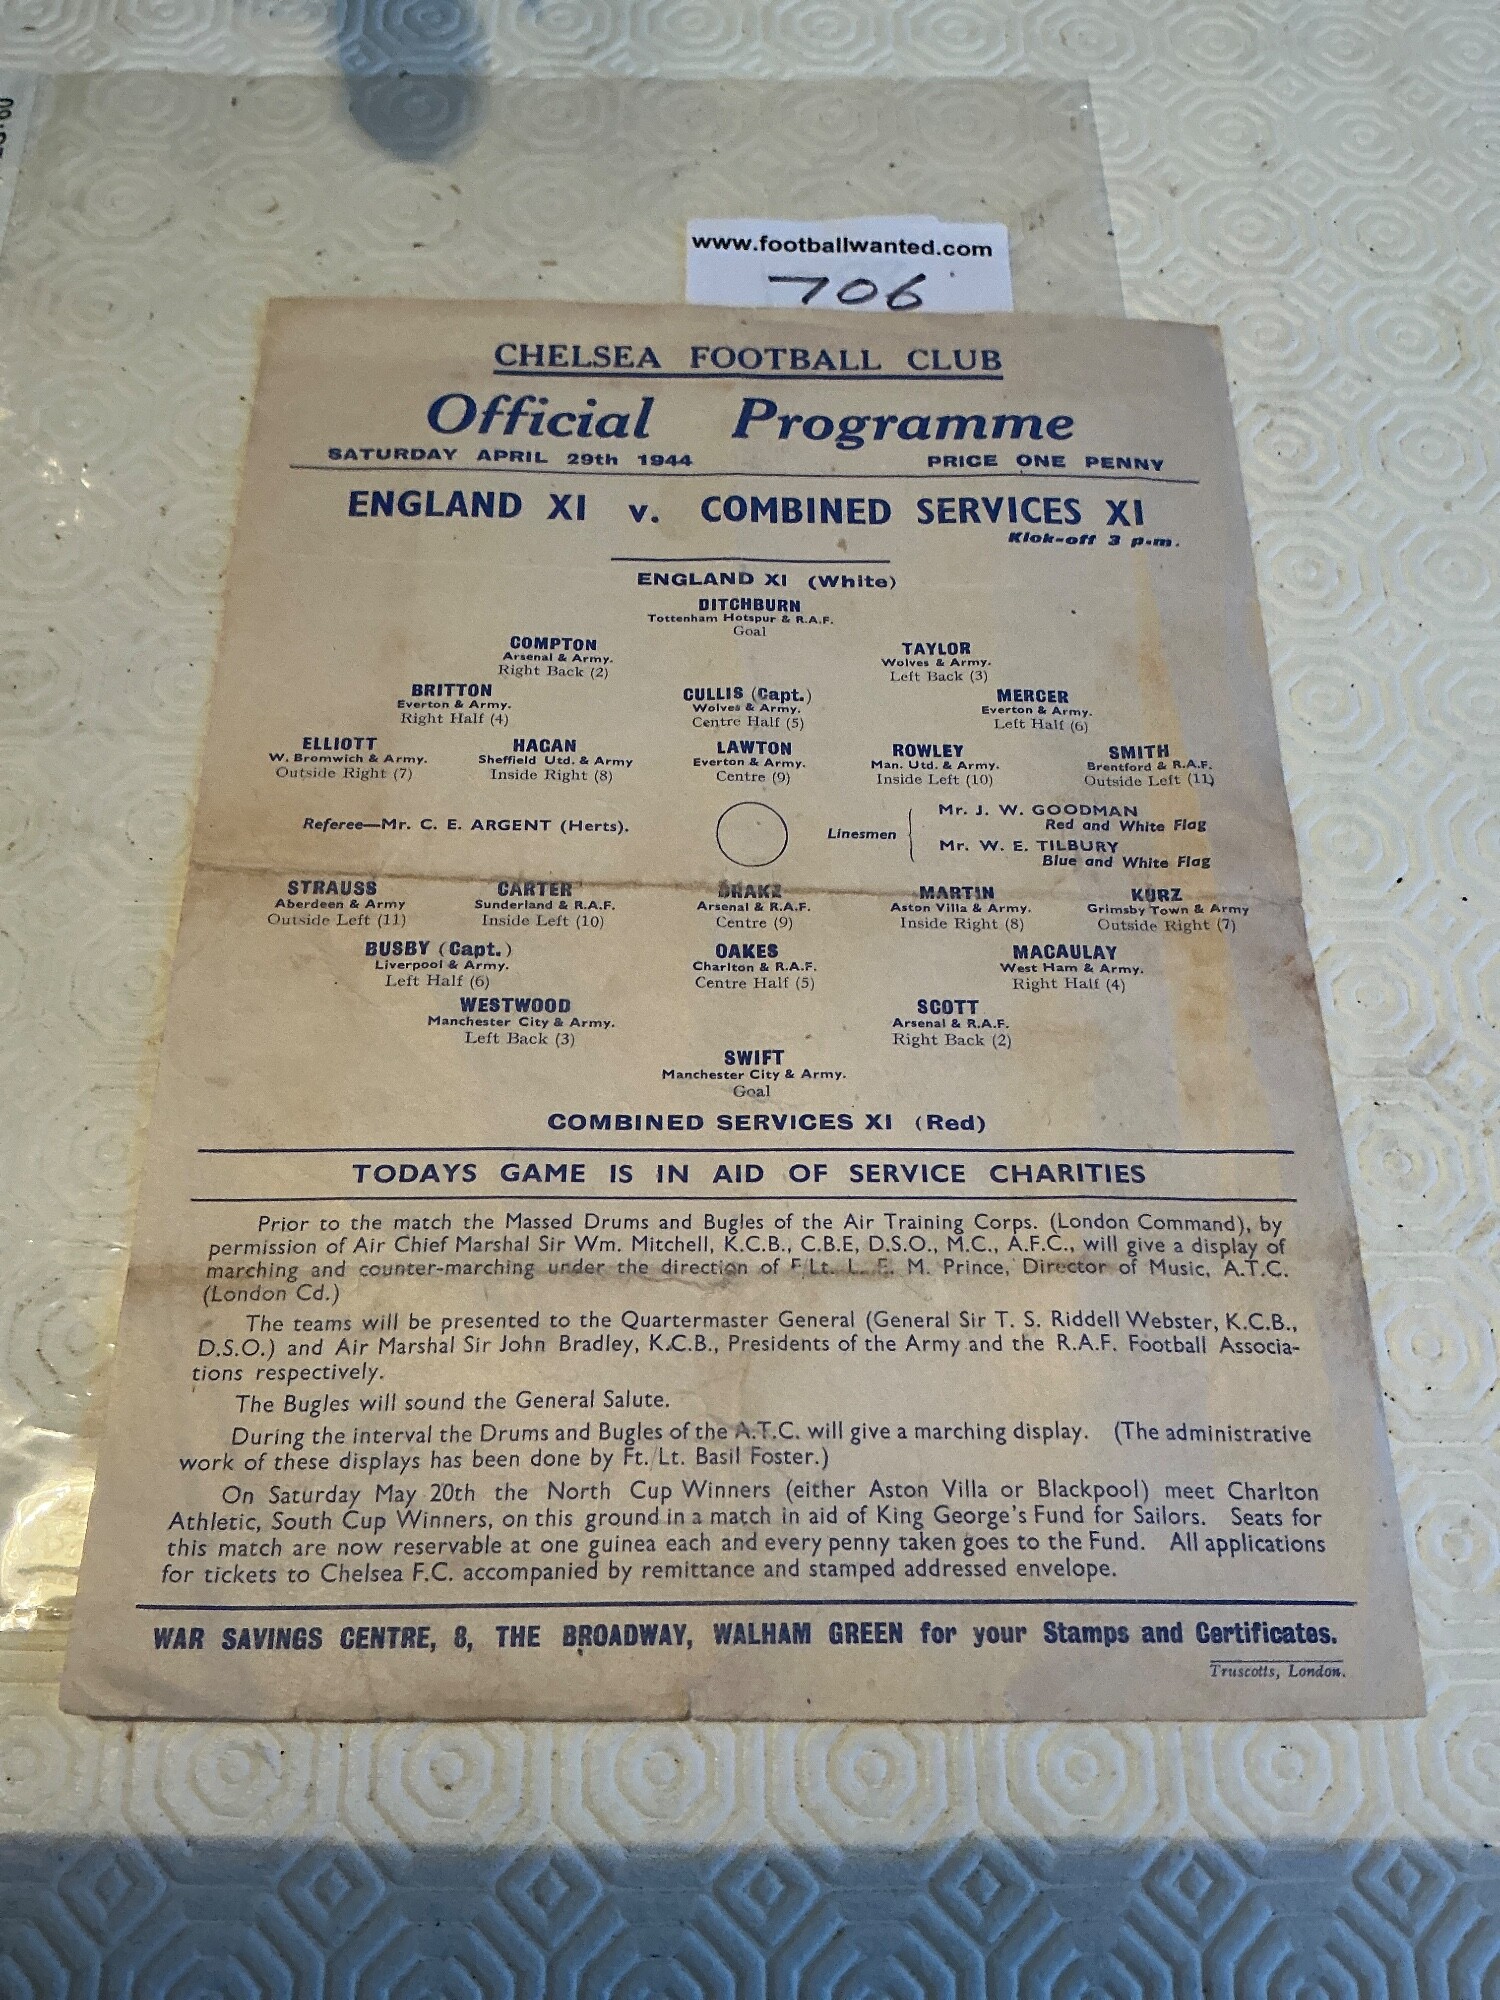 www.footballwanted.com
706
CHELSEA FOOTBALL CLUB
Official Programme
SATURDAY APRIL 29th 1944 PRICE ONE PENNY
ENGLAND XI v. COMBINED SERVICES XI
Kick-off 3 p.m.
ENGLAND XI (White)
DITCHBURN
Tottenham Hotspur & R.A.F.
Goal
COMPTON TAYLOR
Arsenal & Army. Wolves & Army.
Right Back (2) Left Back (3)
BRITTON CULLIS (Capt.) MERCER
Everton & Army. Wolves & Army. Everton & Army.
Right Half (4) Centre Half (5) Left Half (6)
ELLIOTT HAGAN LAWTON ROWLEY SMITH
W. Bromwich & Army. Sheffield Utd. & Army Everton & Army. Man. Utd. & Army. Brentford & R.A.F.
Outside Right (7) Inside Right (8) Centre (9) Inside Left (10) Outside Left (11)
Referee—Mr. C. E. ARGENT (Herts). Linesmen
Mr. J. W. GOODMAN
Red and White Flag
Mr. W. E. TILBURY
Blue and White Flag
STRAUSS CARTER DRAKE MARTIN KURZ
Aberdeen & Army Sunderland & R.A.F. Arsenal & R.A.F. Aston Villa & Army. Grimsby Town & Army
Outside Left (11) Inside Left (10) Centre (9) Inside Right (8) Outside Right (7)
BUSBY (Capt.) OAKES MACAULAY
Liverpool & Army. Charlton & R.A.F. West Ham & Army.
Left Half (6) Centre Half (5) Right Half (4)
WESTWOOD SCOTT
Manchester City & Army. Arsenal & R.A.F.
Left Back (3) Right Back (2)
SWIFT
Manchester City & Army.
Goal
COMBINED SERVICES XI (Red)
TODAYS GAME IS IN AID OF SERVICE CHARITIES
Prior to the match the Massed Drums and Bugles of the Air Training Corps. (London Command), by
permission of Air Chief Marshal Sir Wm. Mitchell, K.C.B., C.B.E, D.S.O., M.C., A.F.C., will give a display of
marching and counter-marching under the direction of F/Lt. L. E. M. Prince, Director of Music, A.T.C.
(London Cd.)
The teams will be presented to the Quartermaster General (General Sir T. S. Riddell Webster, K.C.B.,
D.S.O.) and Air Marshal Sir John Bradley, K.C.B., Presidents of the Army and the R.A.F. Football Associa-
tions respectively.
The Bugles will sound the General Salute.
During the interval the Drums and Bugles of the A.T.C. will give a marching display. (The administrative
work of these displays has been done by Ft. Lt. Basil Foster.)
On Saturday May 20th the North Cup Winners (either Aston Villa or Blackpool) meet Charlton
Athletic, South Cup Winners, on this ground in a match in aid of King George's Fund for Sailors. Seats for
this match are now reservable at one guinea each and every penny taken goes to the Fund. All applications
for tickets to Chelsea F.C. accompanied by remittance and stamped addressed envelope.
WAR SAVINGS CENTRE, 8, THE BROADWAY, WALHAM GREEN for your Stamps and Certificates.
Truscotts, London.